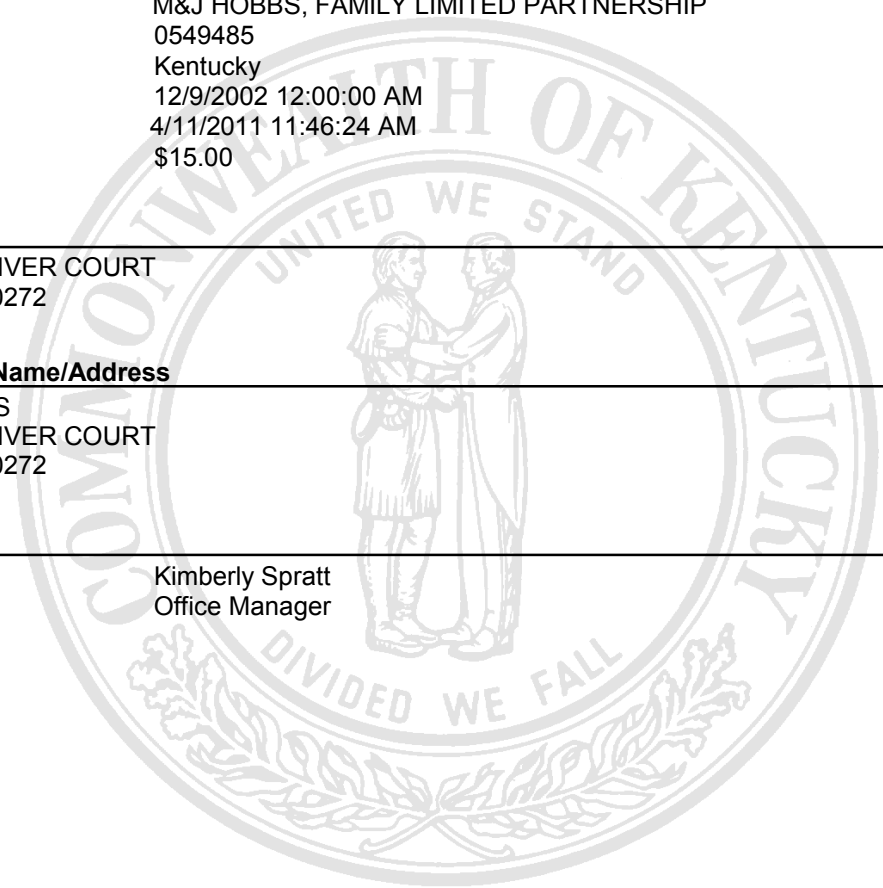 M&J HOBBS, FAMILY LIMITED PARTNERSHIP
0549485
Kentucky
12/9/2002 12:00:00 AM
4/11/2011 11:46:24 AM
$15.00
COMMONWEALTH OF KENTUCKY
UNITED WE STAND
IVER COURT
0272
Name/Address
S
IVER COURT
0272
Kimberly Spratt
Office Manager
DIVIDED WE FALL